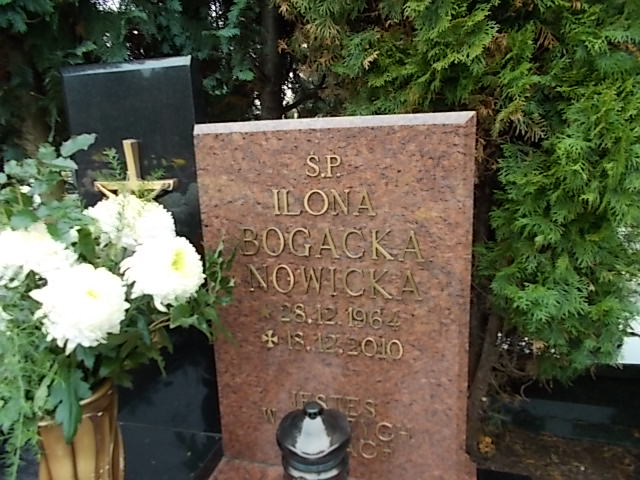 Ś.P.
ILONA
BOGACKA
NOWICKA
* 28.12.1964
✠ 18.12.2010
JESTEŚ